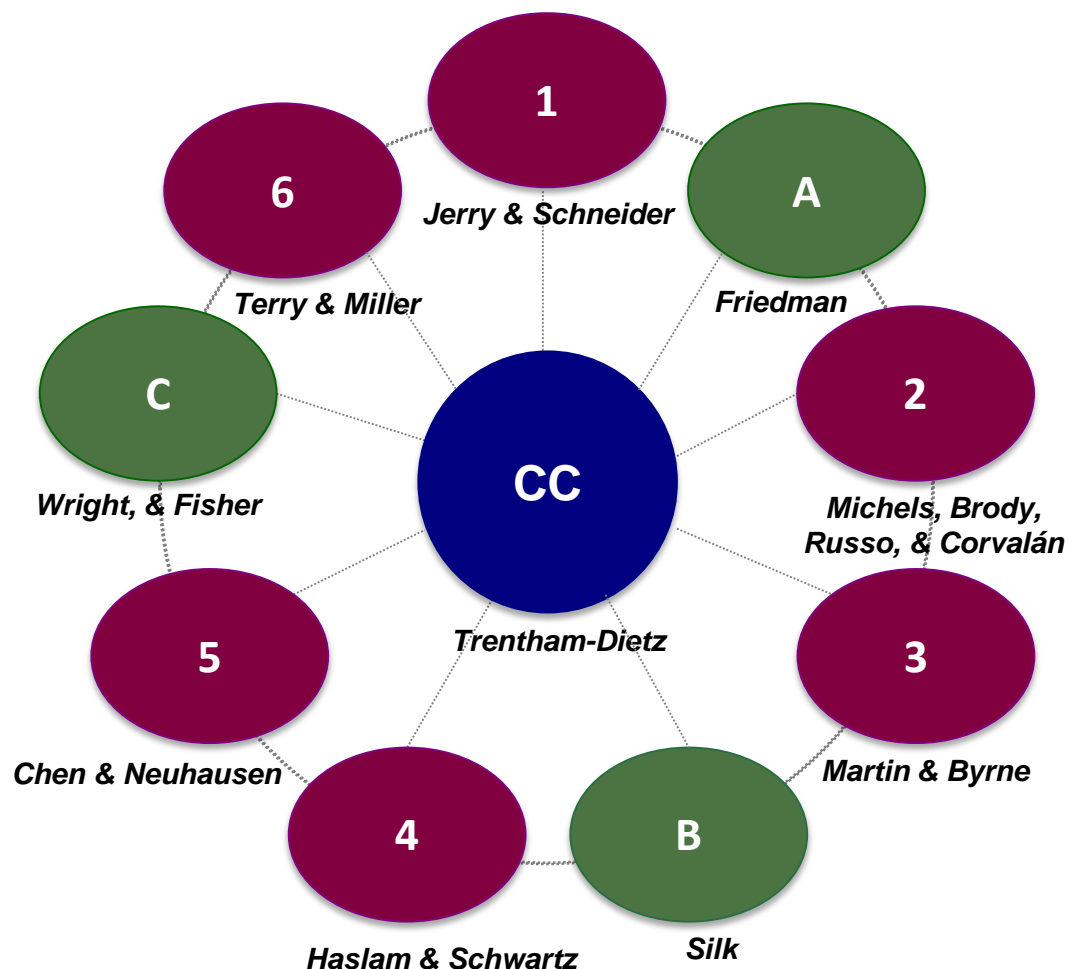 1
Jerry & Schneider
A
Friedman
2
Michels, Brody,
Russo, & Corvalán
3
Martin & Byrne
B
Silk
4
Haslam & Schwartz
5
Chen & Neuhausen
C
Wright, & Fisher
6
Terry & Miller
CC
Trentham-Dietz